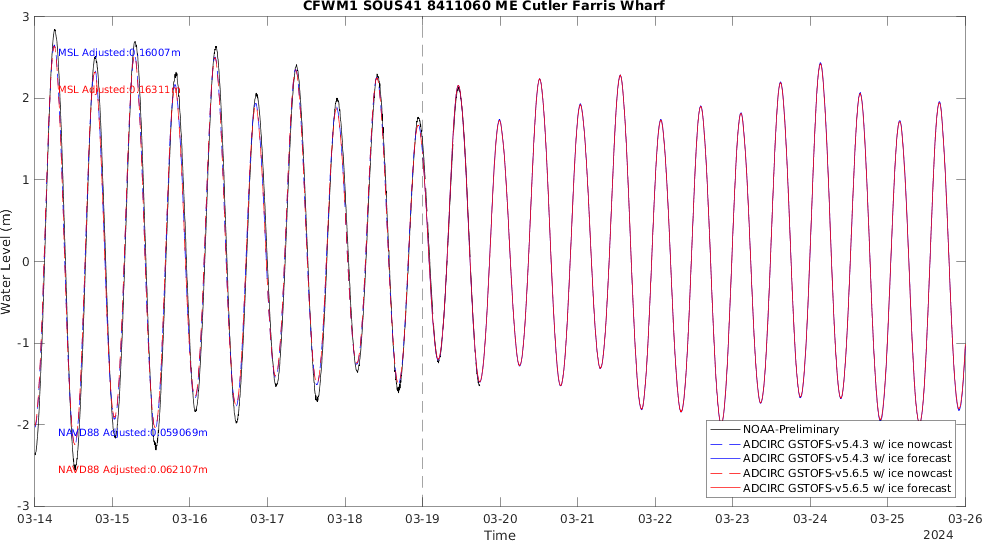 CFWM1 SOUS41 8411060 ME Cutler Farris Wharf
3
2
1
0
-1
-2
-3
Water Level (m)
MSL Adjusted:0.16007m
MSL Adjusted:0.16311m
NAVD88 Adjusted:0.059069m
NAVD88 Adjusted:0.062107m
NOAA-Preliminary
ADCIRC GSTOFS-v5.4.3 w/ ice nowcast
ADCIRC GSTOFS-v5.4.3 w/ ice forecast
ADCIRC GSTOFS-v5.6.5 w/ ice nowcast
ADCIRC GSTOFS-v5.6.5 w/ ice forecast
03-14 03-15 03-16 03-17 03-18 03-19 03-20 03-21 03-22 03-23 03-24 03-25 03-26
Time
2024